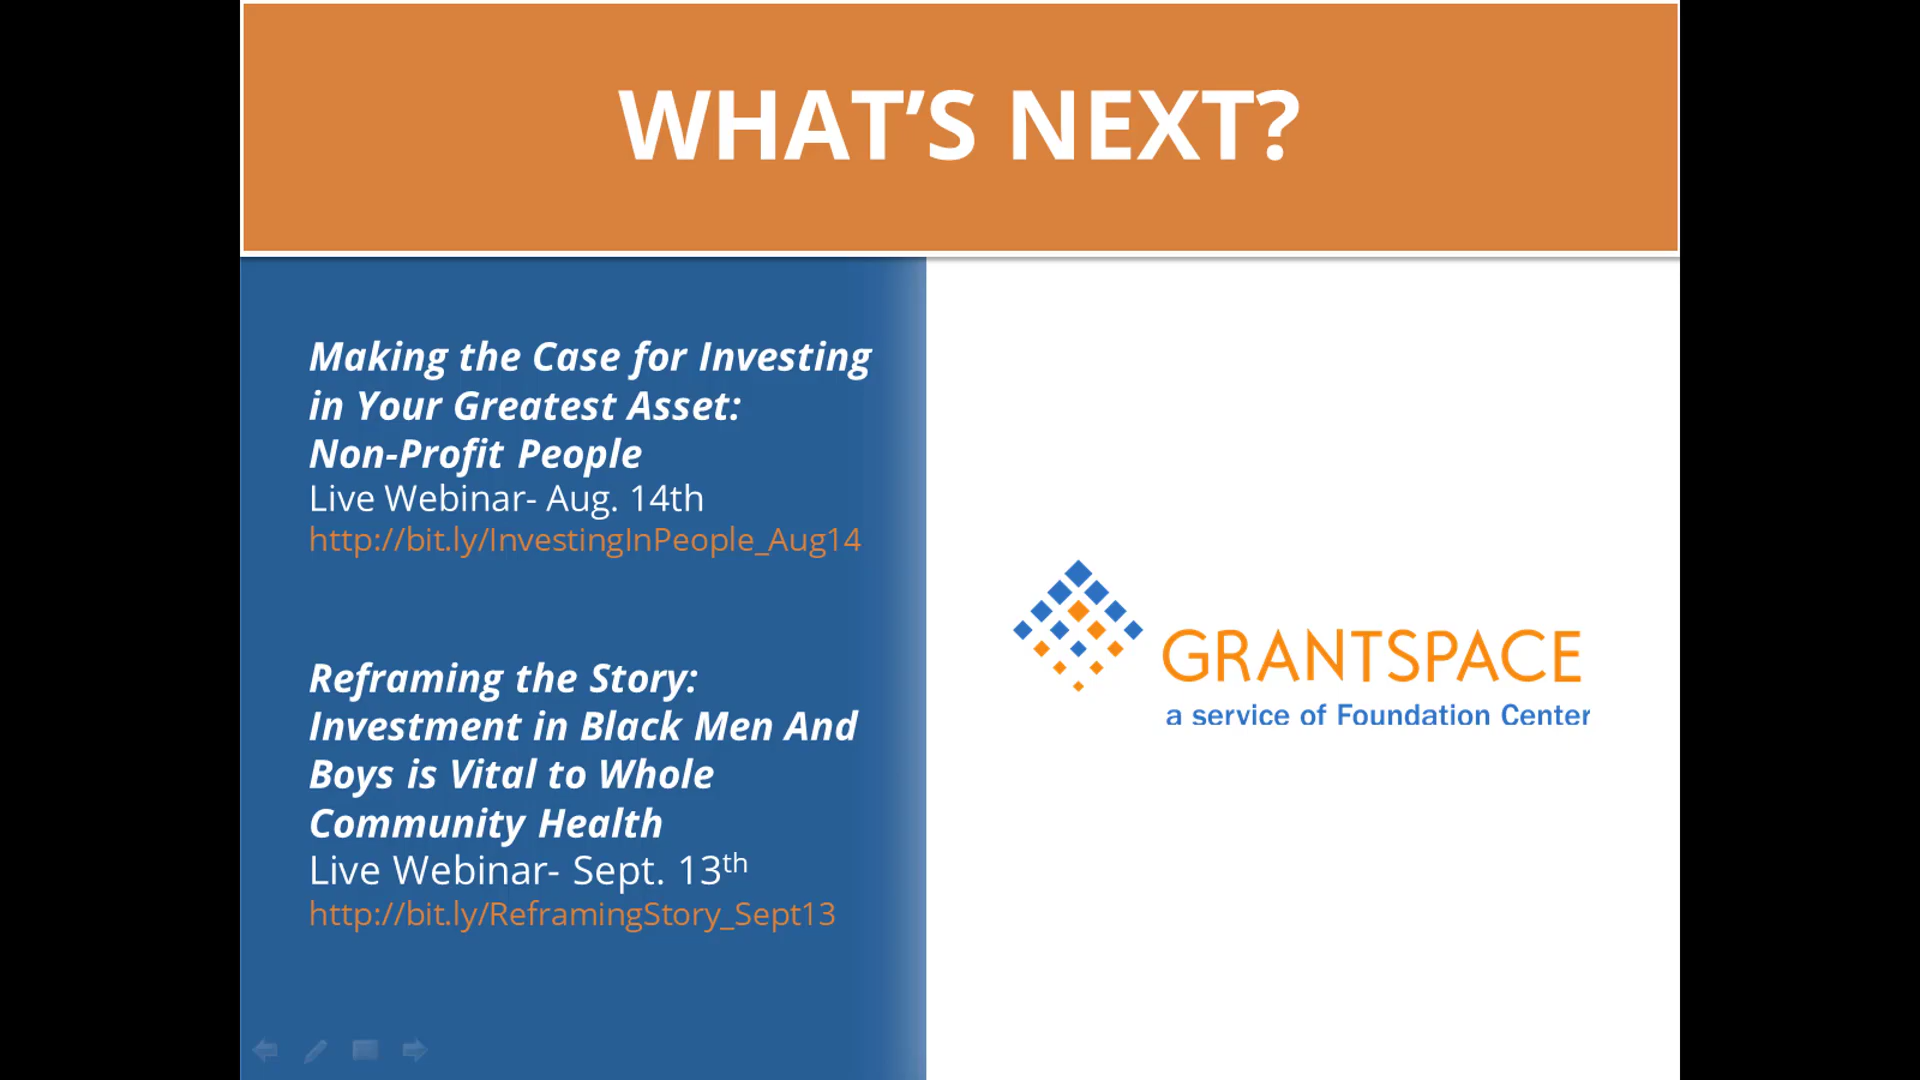 WHAT’S NEXT?
Making the Case for Investing
in Your Greatest Asset:
Non-Profit People
Live Webinar- Aug. 14th
http://bit.ly/InvestingInPeople_Aug14
Reframing the Story:
Investment in Black Men And
Boys is Vital to Whole
Community Health
Live Webinar- Sept. 13th
http://bit.ly/ReframingStory_Sept13
GRANTSPACE
a service of Foundation Center